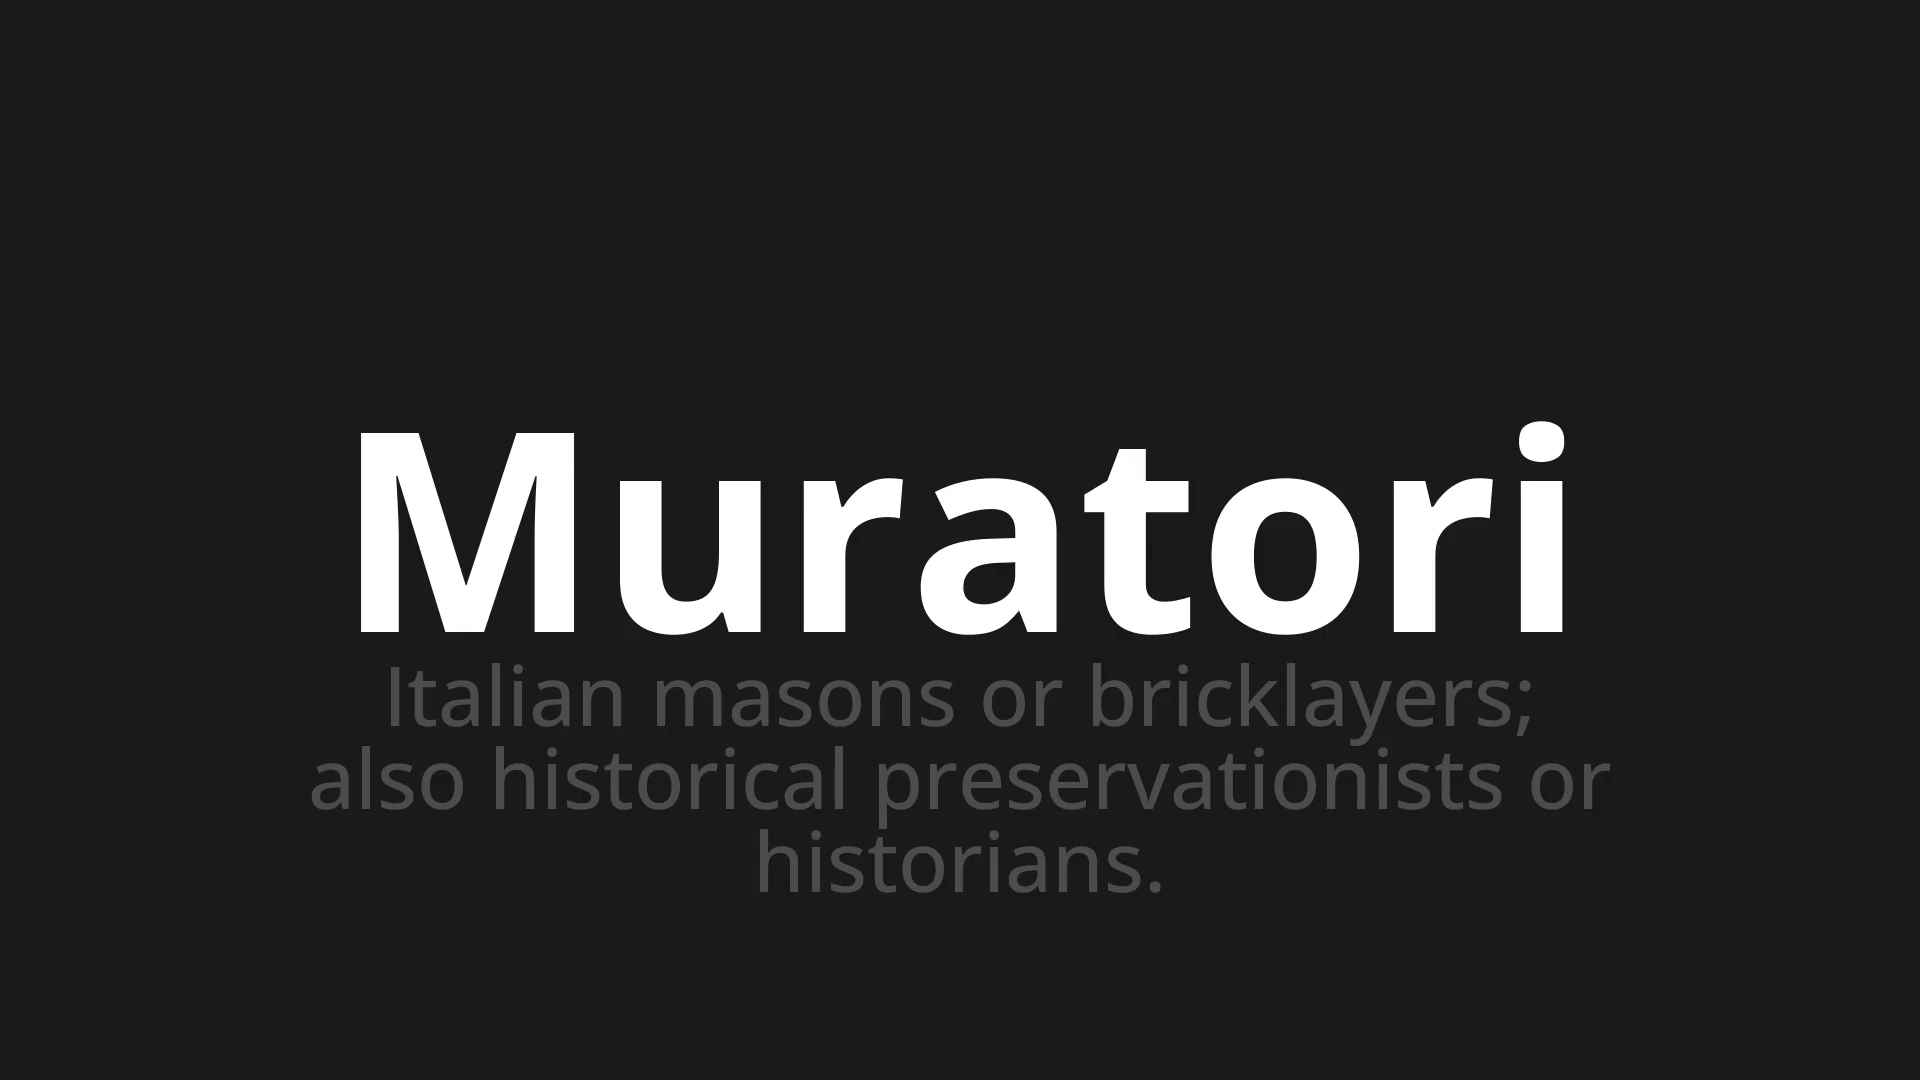 Muratori
Italian masons or bricklayers;
also historical preservationists or
historians.